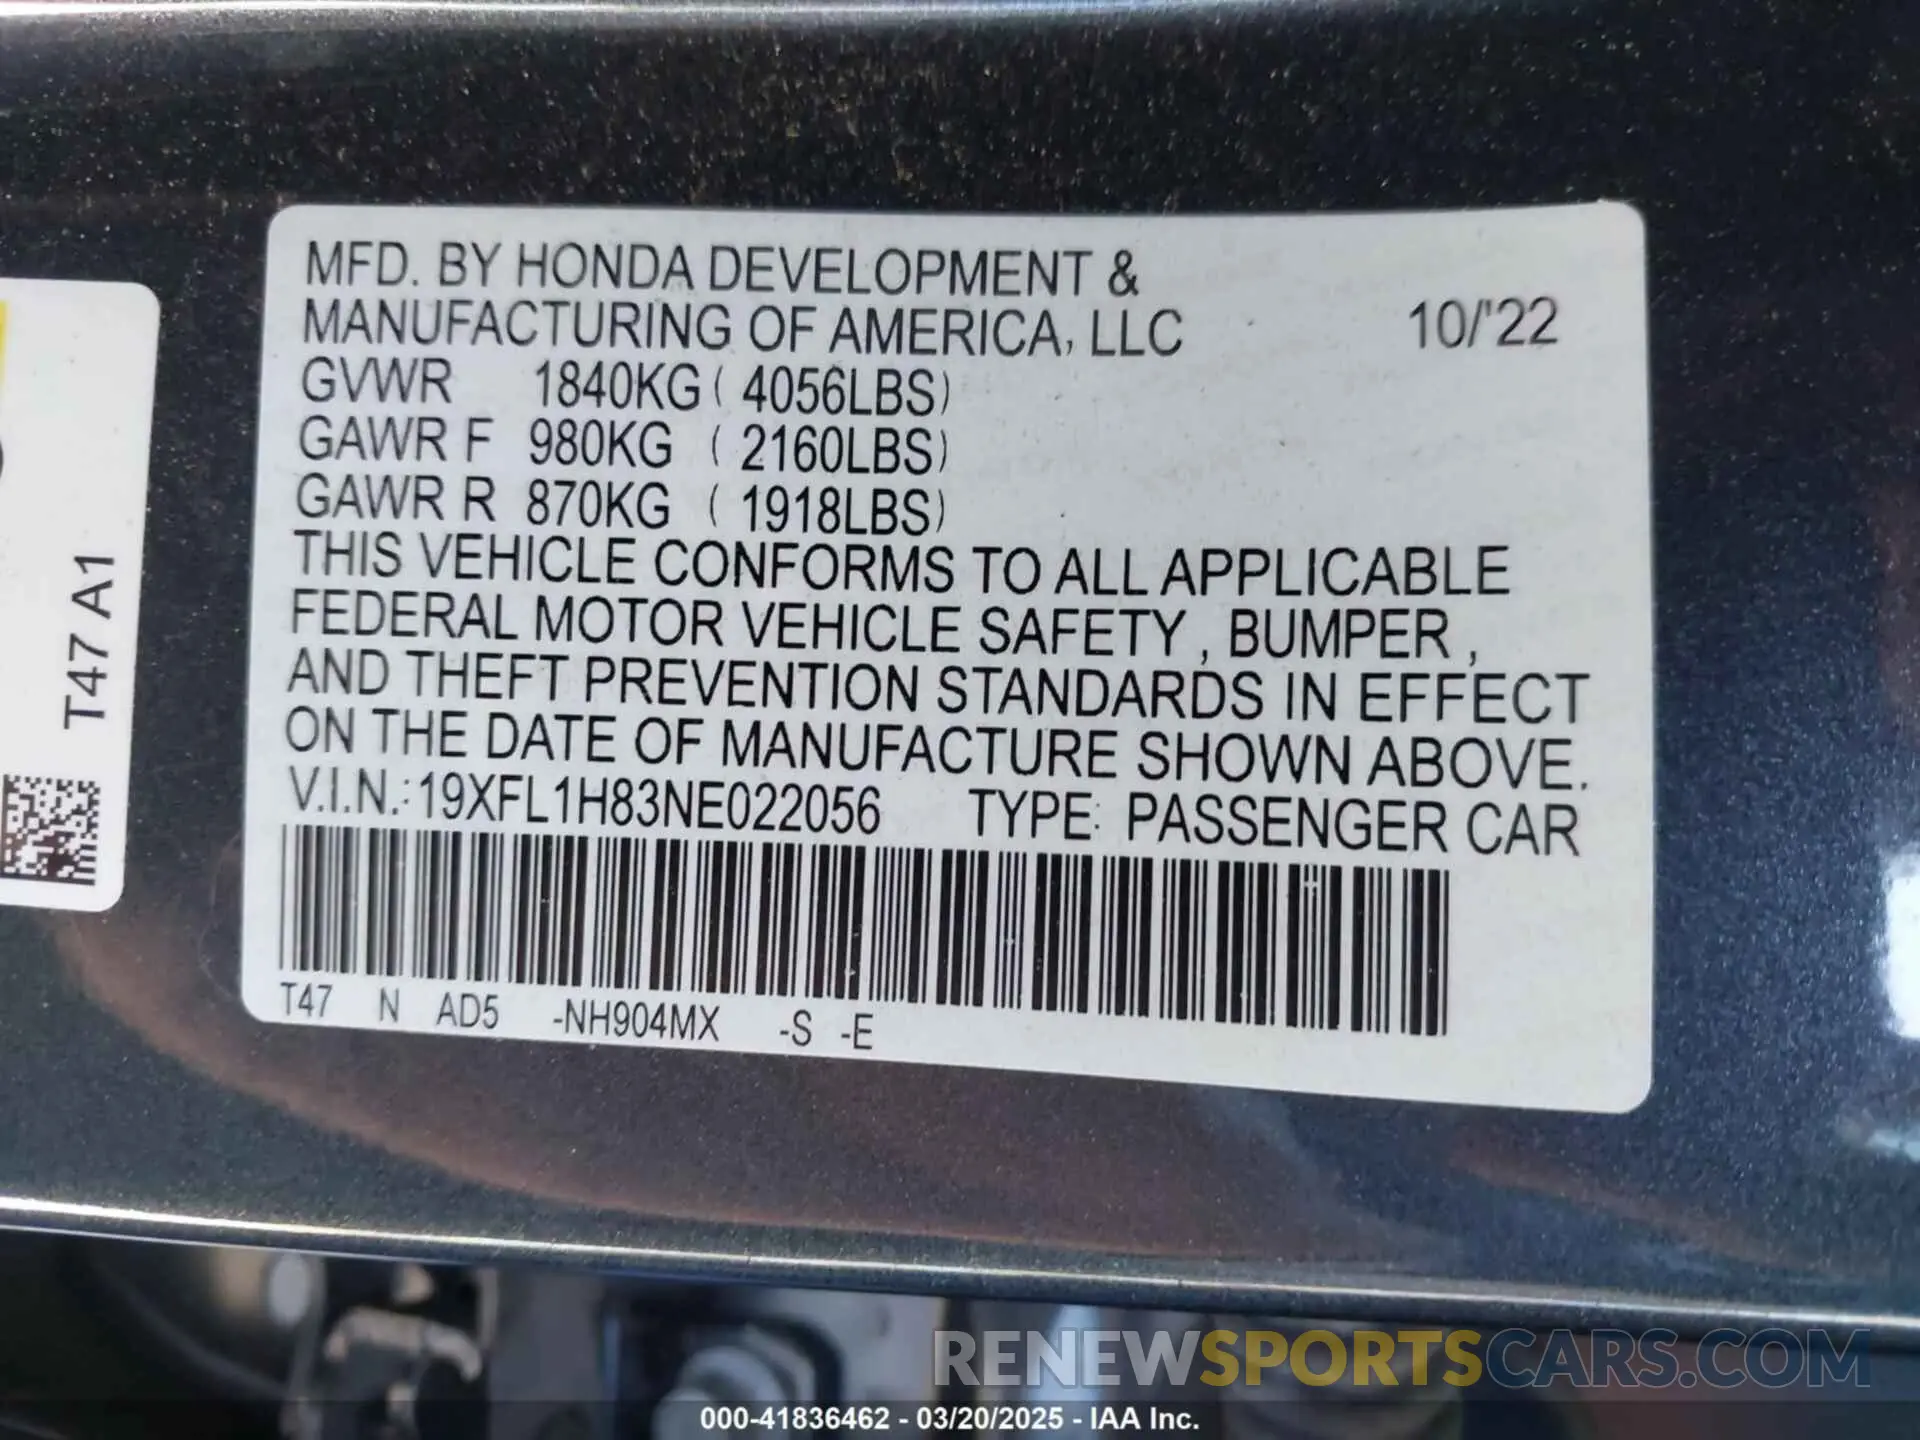 MFD. BY HONDA DEVELOPMENT &
MANUFACTURING OF AMERICA, LLC 10/'22
GVWR 1840KG ( 4056LBS)
GAWR F 980KG ( 2160LBS)
GAWR R 870KG ( 1918LBS)
THIS VEHICLE CONFORMS TO ALL APPLICABLE
FEDERAL MOTOR VEHICLE SAFETY , BUMPER ,
AND THEFT PREVENTION STANDARDS IN EFFECT
ON THE DATE OF MANUFACTURE SHOWN ABOVE.
V.I.N.: 19XFL1H83NE022056 TYPE: PASSENGER CAR
T47 N AD5 -NH904MX -S -E
T47 A1
RENEWSPORTSCARS.COM
000-41836462 - 03/20/2025 - IAA Inc.